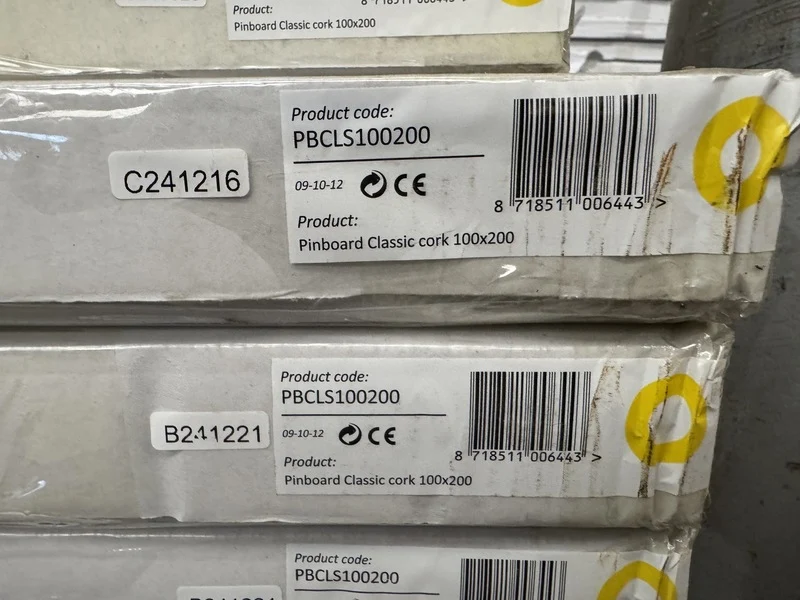 Product:
Pinboard Classic cork 100x200
Product code:
PBCLS100200
09-10-12 CE
Product:
Pinboard Classic cork 100x200
8 718511 006443 >
C241216
Product code:
PBCLS100200
09-10-12 CE
Product:
Pinboard Classic cork 100x200
8 718511 006443 >
B241221
Product code:
PBCLS100200